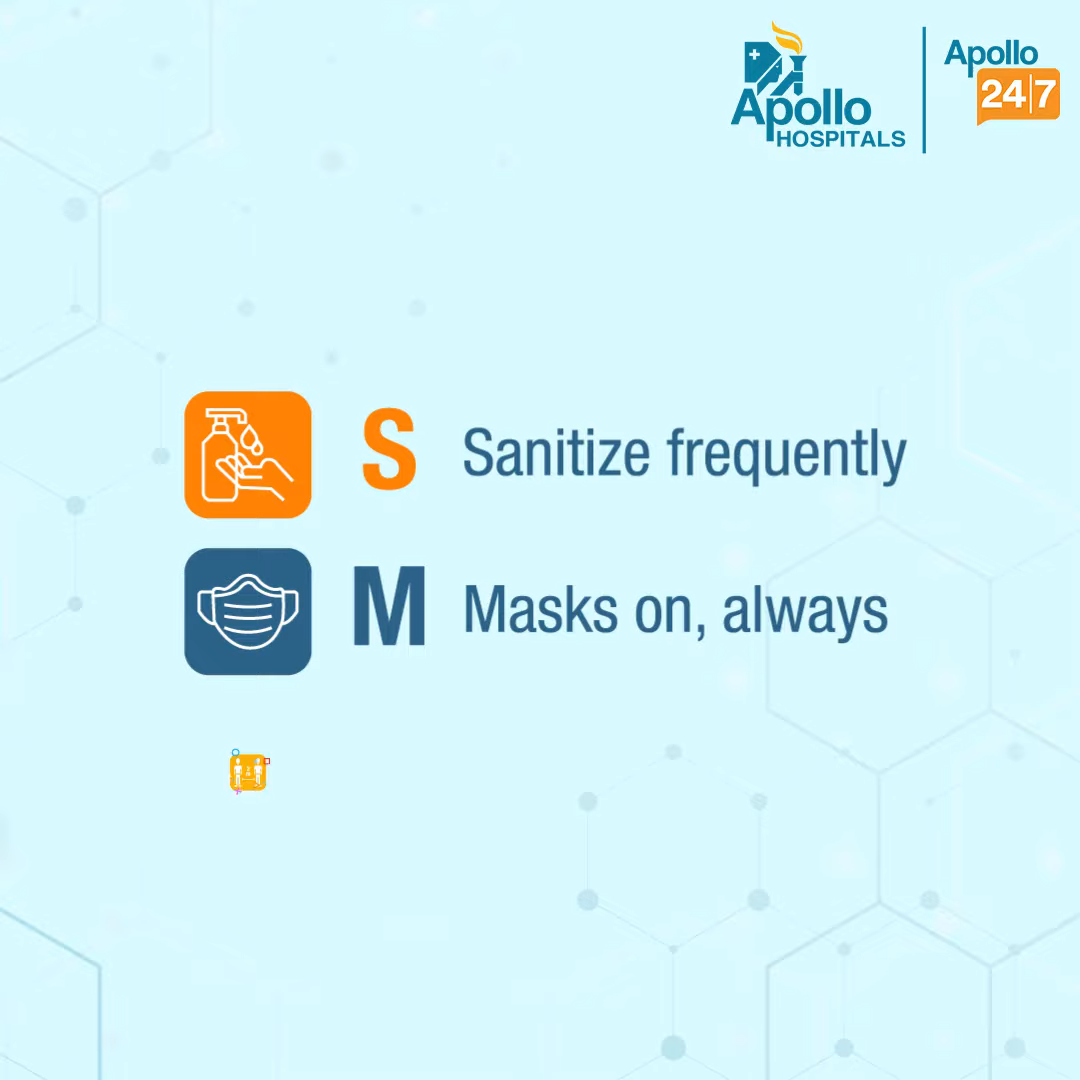 Apollo
HOSPITALS
Apollo
24|7
S Sanitize frequently
M Masks on, always